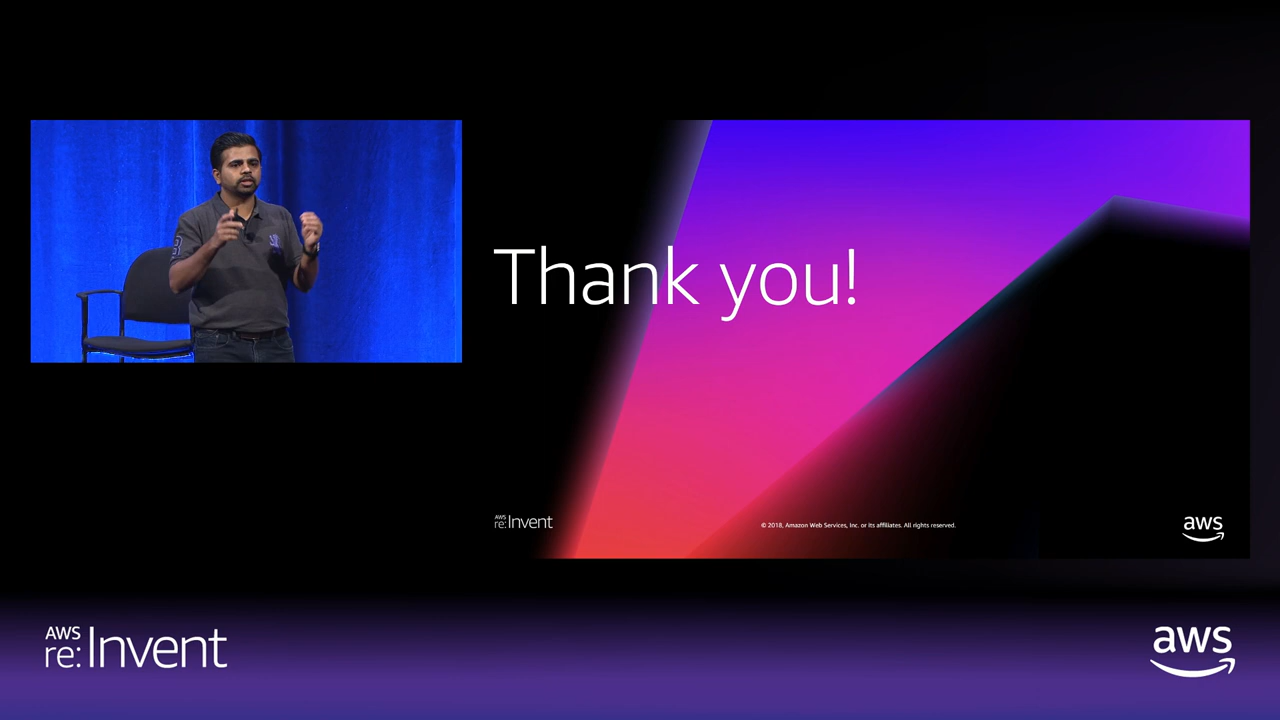 Thank you!
AWS
re:Invent
© 2018, Amazon Web Services, Inc. or its affiliates. All rights reserved.
aws
AWS
re:Invent
aws